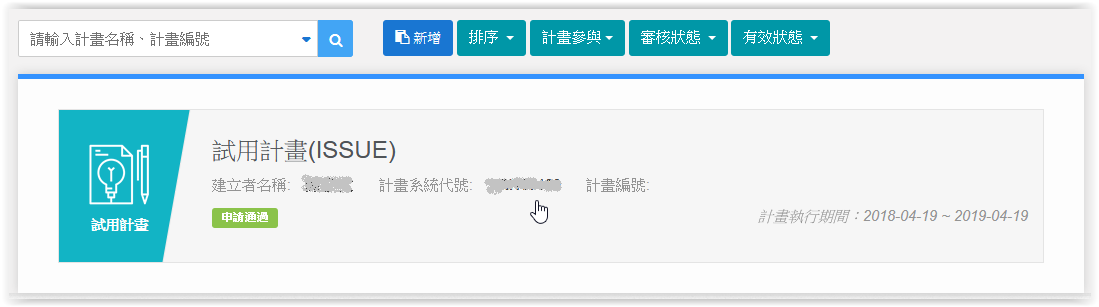 請輸入計畫名稱、計畫編號
新增 排序 計畫參與 審核狀態 有效狀態
試用計畫(ISSUE)
建立者名稱: 計畫系統代號: 計畫編號:
試用計畫
申請通過
計畫執行期間：2018-04-19 ~ 2019-04-19